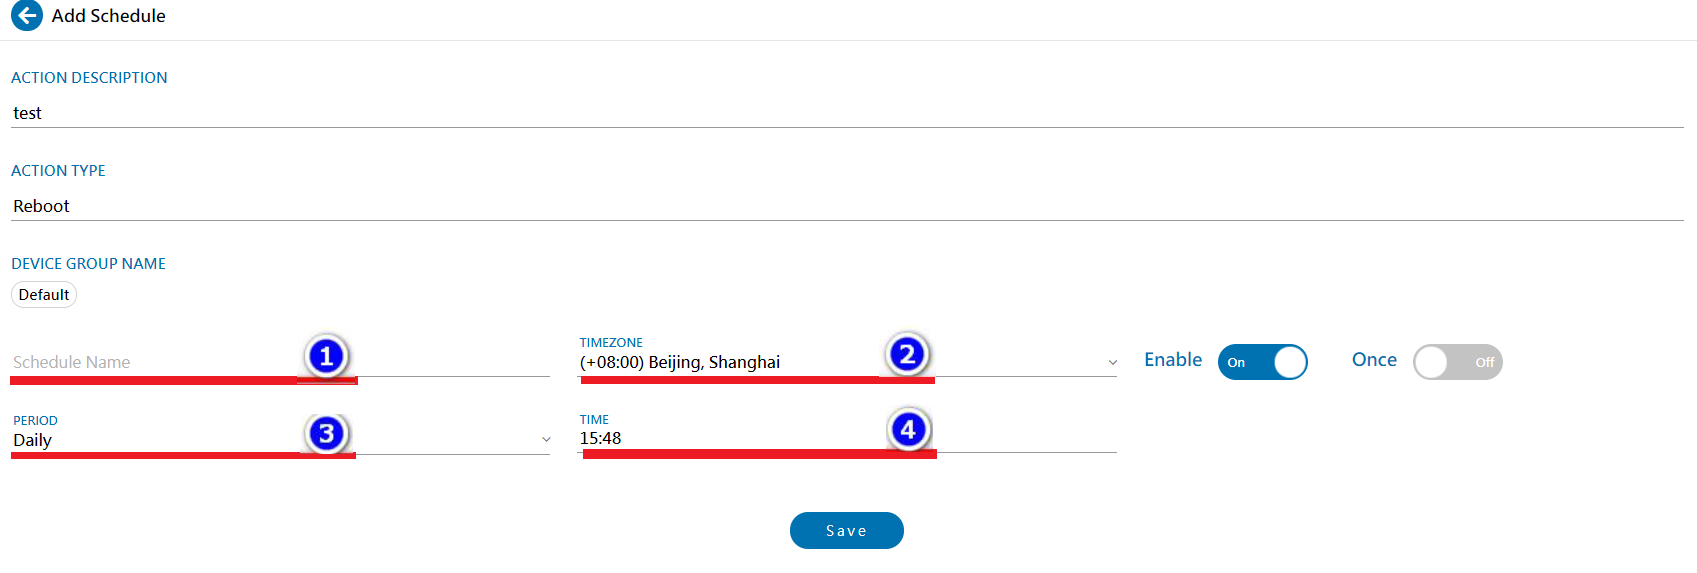 Add Schedule
ACTION DESCRIPTION
test
ACTION TYPE
Reboot
DEVICE GROUP NAME
Default
Schedule Name 1
TIMEZONE
(+08:00) Beijing, Shanghai 2
Enable On Once Off
PERIOD
Daily 3
TIME
15:48 4
Save